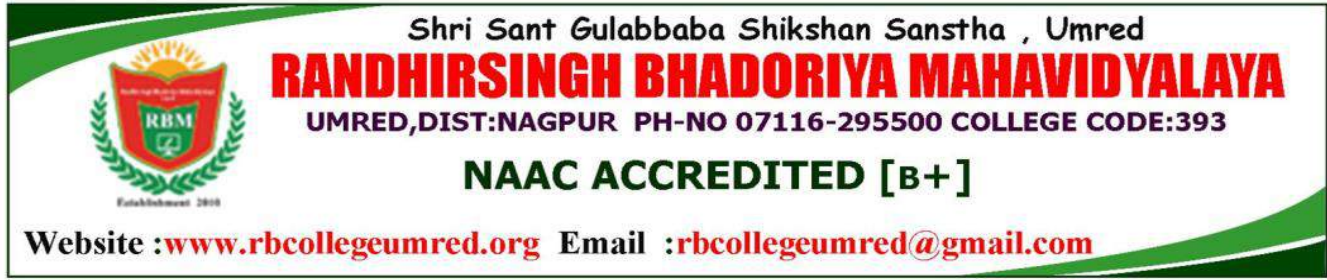 Shri Sant Gulabbaba Shikshan Sanstha , Umred
RANDHIRSINGH BHADORIYA MAHAVIDYALAYA
UMRED,DIST:NAGPUR PH-NO 07116-295500 COLLEGE CODE:393
NAAC ACCREDITED [B+]
RBM
Establishment 2010
Website :www.rbcollegeumred.org Email :rbcollegeumred@gmail.com